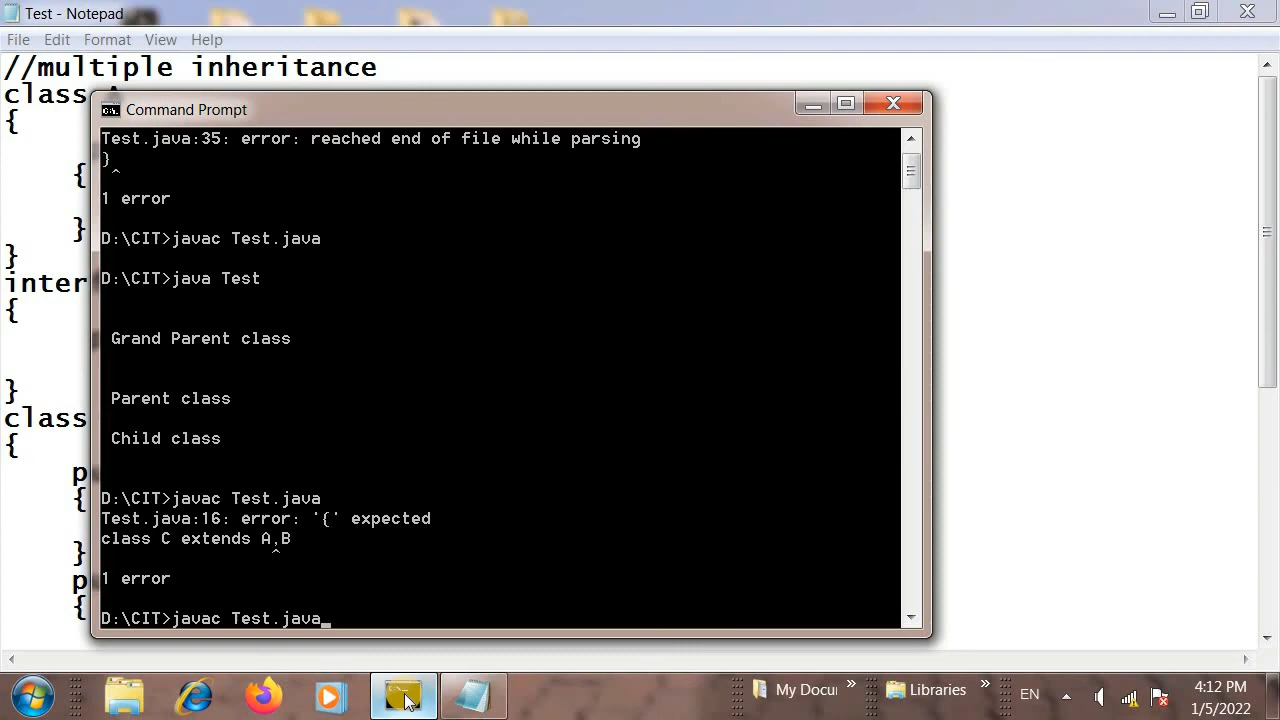 Test - Notepad
File Edit Format View Help
//multiple inheritance
class A
{
{
}
}
inter
{
}
class
{
p
{
}
p
{
Command Prompt
Test.java:35: error: reached end of file while parsing
}
^
1 error
D:\CIT>javac Test.java
D:\CIT>java Test
Grand Parent class
Parent class
Child class
D:\CIT>javac Test.java
Test.java:16: error: '{' expected
class C extends A,B
^
1 error
D:\CIT>javac Test.java_
My Docu »
Libraries »
EN
4:12 PM
1/5/2022